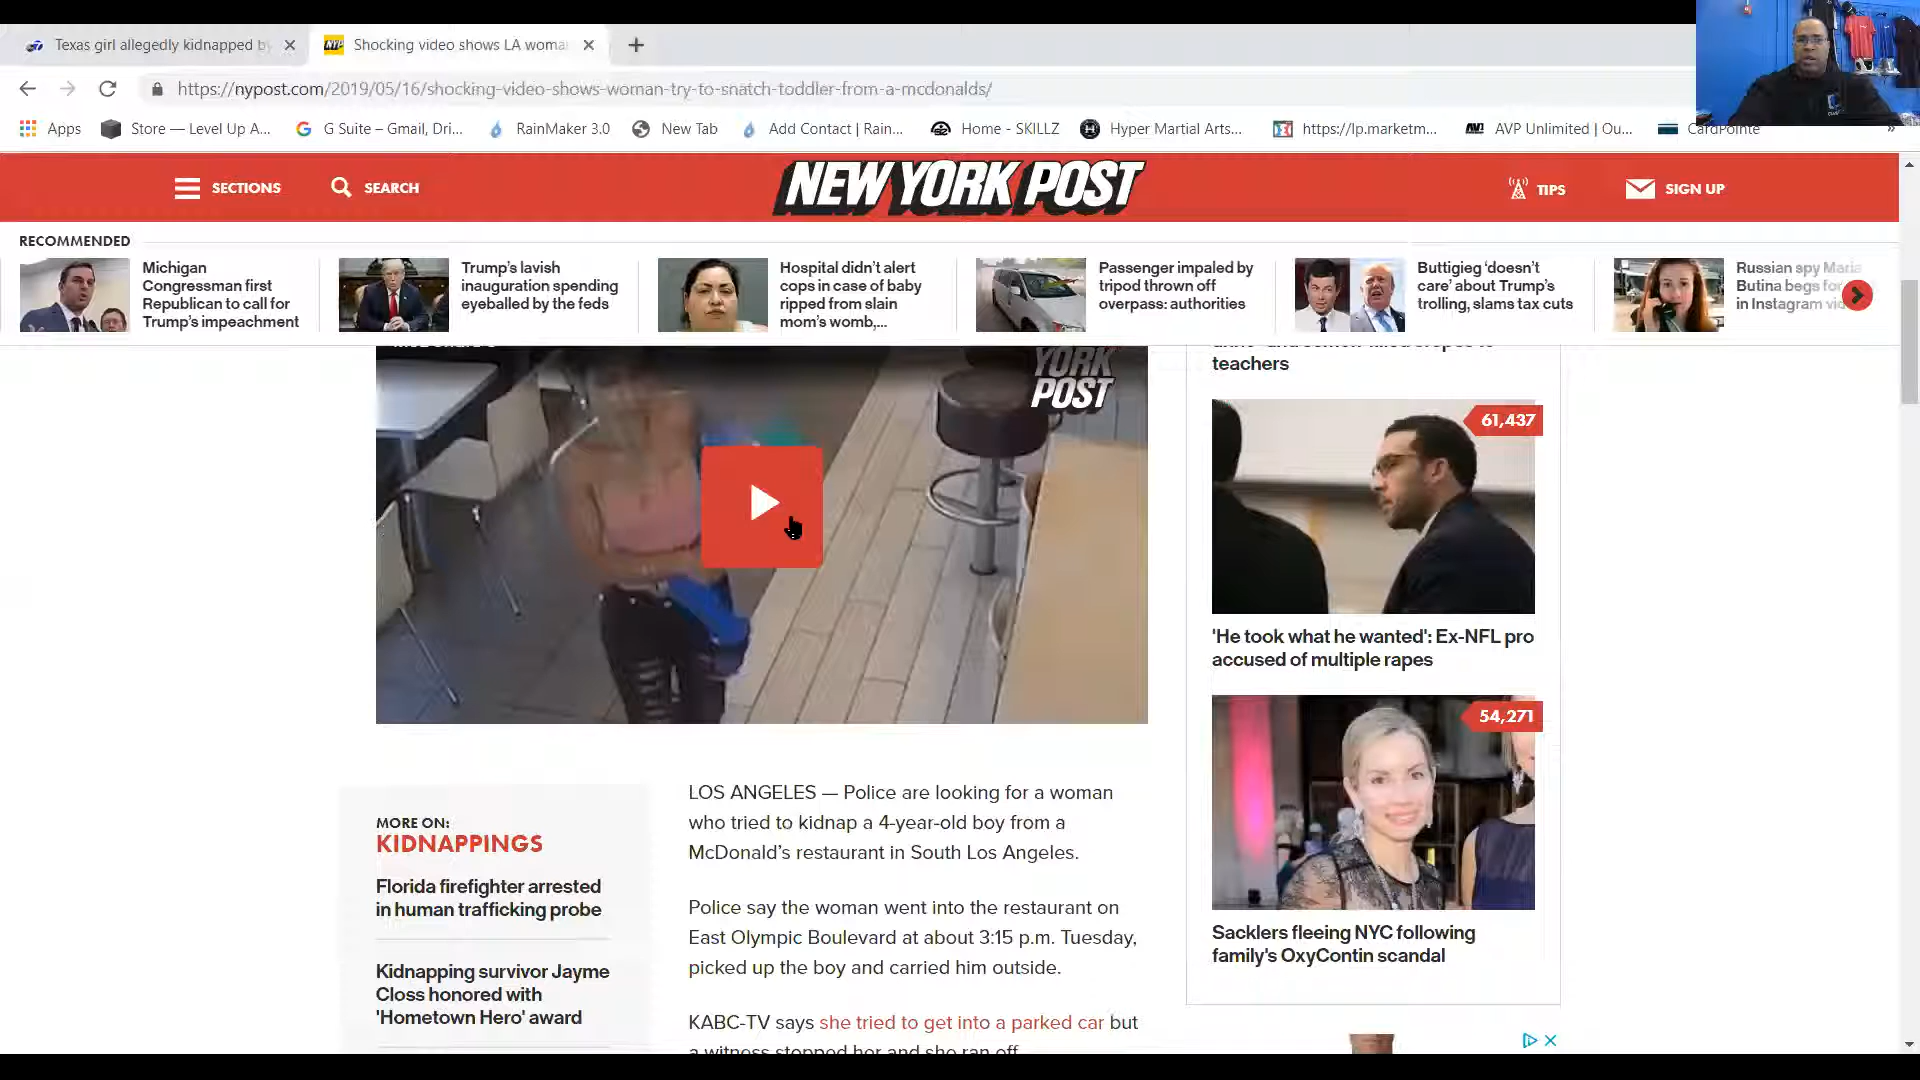 Texas girl allegedly kidnapped by
Shocking video shows LA woma
https://nypost.com/2019/05/16/shocking-video-shows-woman-try-to-snatch-toddler-from-a-mcdonalds/
Apps
Store — Level Up A...
G Suite – Gmail, Dri...
RainMaker 3.0
New Tab
Add Contact | Rain...
Home - SKILLZ
Hyper Martial Arts...
https://lp.marketm...
AVP Unlimited | Ou...
CardPointe
SECTIONS
SEARCH
NEW YORK POST
TIPS
SIGN UP
RECOMMENDED
Michigan
Congressman first
Republican to call for
Trump's impeachment
Trump's lavish
inauguration spending
eyeballed by the feds
Hospital didn't alert
cops in case of baby
ripped from slain
mom's womb,...
Passenger impaled by
tripod thrown off
overpass: authorities
Buttigieg 'doesn't
care' about Trump's
trolling, slams tax cuts
Russian spy Maria
Butina begs for
in Instagram vid
YORK
POST
teachers
61,437
'He took what he wanted': Ex-NFL pro
accused of multiple rapes
54,271
Sacklers fleeing NYC following
family's OxyContin scandal
MORE ON:
KIDNAPPINGS
Florida firefighter arrested
in human trafficking probe
Kidnapping survivor Jayme
Closs honored with
'Hometown Hero' award
LOS ANGELES — Police are looking for a woman
who tried to kidnap a 4-year-old boy from a
McDonald's restaurant in South Los Angeles.
Police say the woman went into the restaurant on
East Olympic Boulevard at about 3:15 p.m. Tuesday,
picked up the boy and carried him outside.
KABC-TV says she tried to get into a parked car but
a witness stopped her and she ran off.